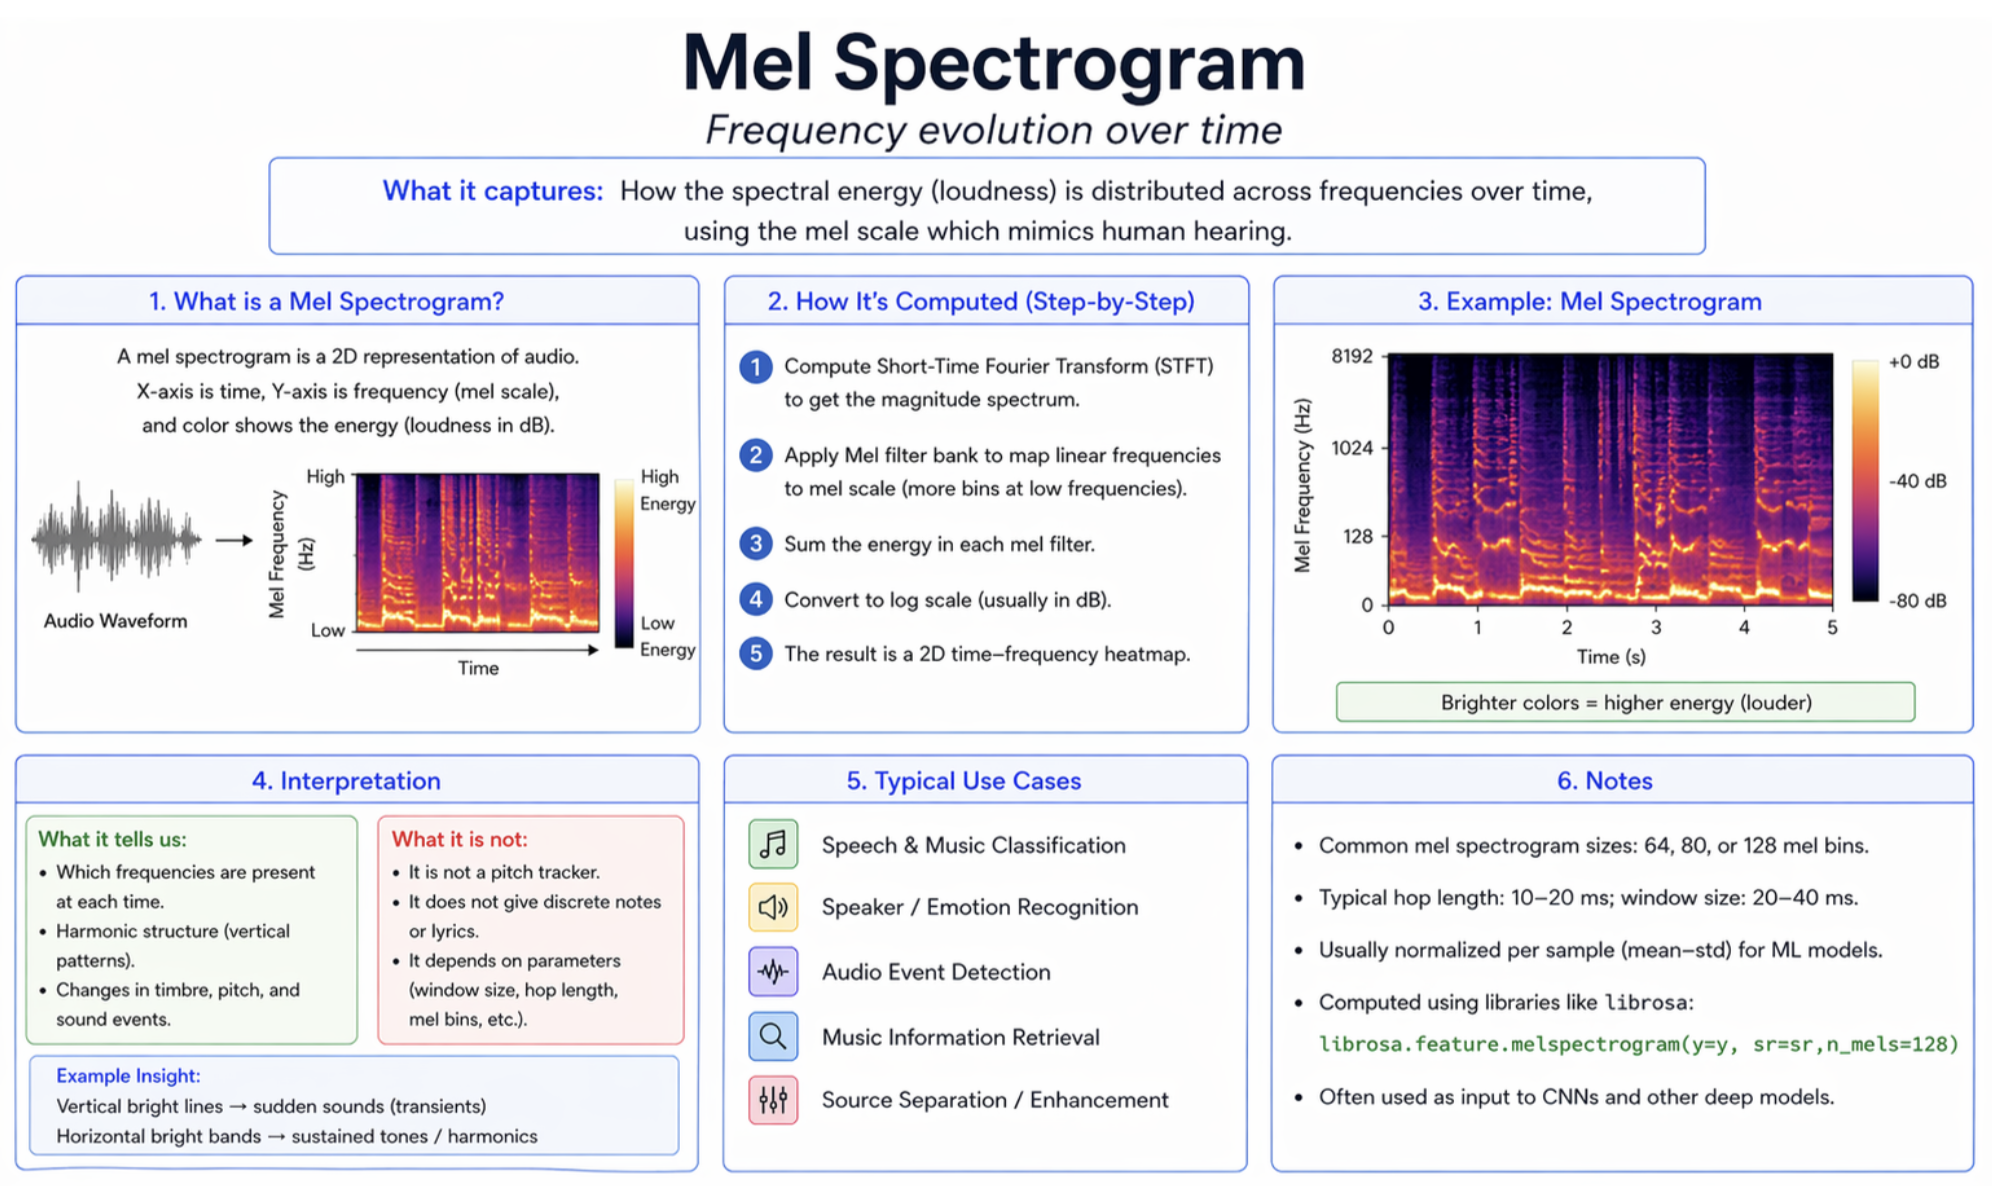 Mel Spectrogram
Frequency evolution over time
What it captures: How the spectral energy (loudness) is distributed across frequencies over time,
using the mel scale which mimics human hearing.
1. What is a Mel Spectrogram?
A mel spectrogram is a 2D representation of audio.
X-axis is time, Y-axis is frequency (mel scale),
and color shows the energy (loudness in dB).
Audio Waveform
Mel Frequency
(Hz)
High
Low
Time
High
Energy
Low
Energy
2. How It's Computed (Step-by-Step)
1 Compute Short-Time Fourier Transform (STFT)
to get the magnitude spectrum.
2 Apply Mel filter bank to map linear frequencies
to mel scale (more bins at low frequencies).
3 Sum the energy in each mel filter.
4 Convert to log scale (usually in dB).
5 The result is a 2D time–frequency heatmap.
3. Example: Mel Spectrogram
Mel Frequency (Hz)
8192
1024
128
0
0 1 2 3 4 5
Time (s)
+0 dB
-40 dB
-80 dB
Brighter colors = higher energy (louder)
4. Interpretation
What it tells us:
• Which frequencies are present
at each time.
• Harmonic structure (vertical
patterns).
• Changes in timbre, pitch, and
sound events.
What it is not:
• It is not a pitch tracker.
• It does not give discrete notes
or lyrics.
• It depends on parameters
(window size, hop length,
mel bins, etc.).
Example Insight:
Vertical bright lines → sudden sounds (transients)
Horizontal bright bands → sustained tones / harmonics
5. Typical Use Cases
Speech & Music Classification
Speaker / Emotion Recognition
Audio Event Detection
Music Information Retrieval
Source Separation / Enhancement
6. Notes
• Common mel spectrogram sizes: 64, 80, or 128 mel bins.
• Typical hop length: 10–20 ms; window size: 20–40 ms.
• Usually normalized per sample (mean–std) for ML models.
• Computed using libraries like librosa:
librosa.feature.melspectrogram(y=y, sr=sr,n_mels=128)
• Often used as input to CNNs and other deep models.